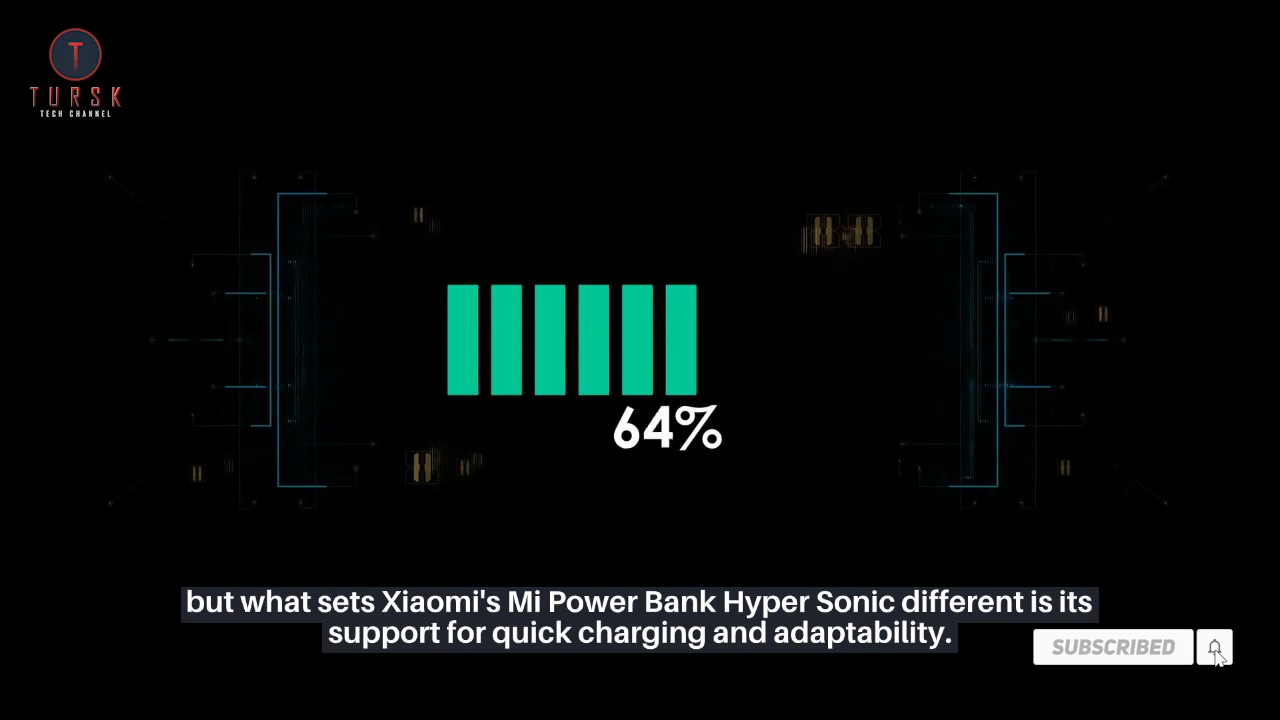 T
TURSK
TECH CHANNEL
64%
but what sets Xiaomi's Mi Power Bank Hyper Sonic different is its
support for quick charging and adaptability.
SUBSCRIBED